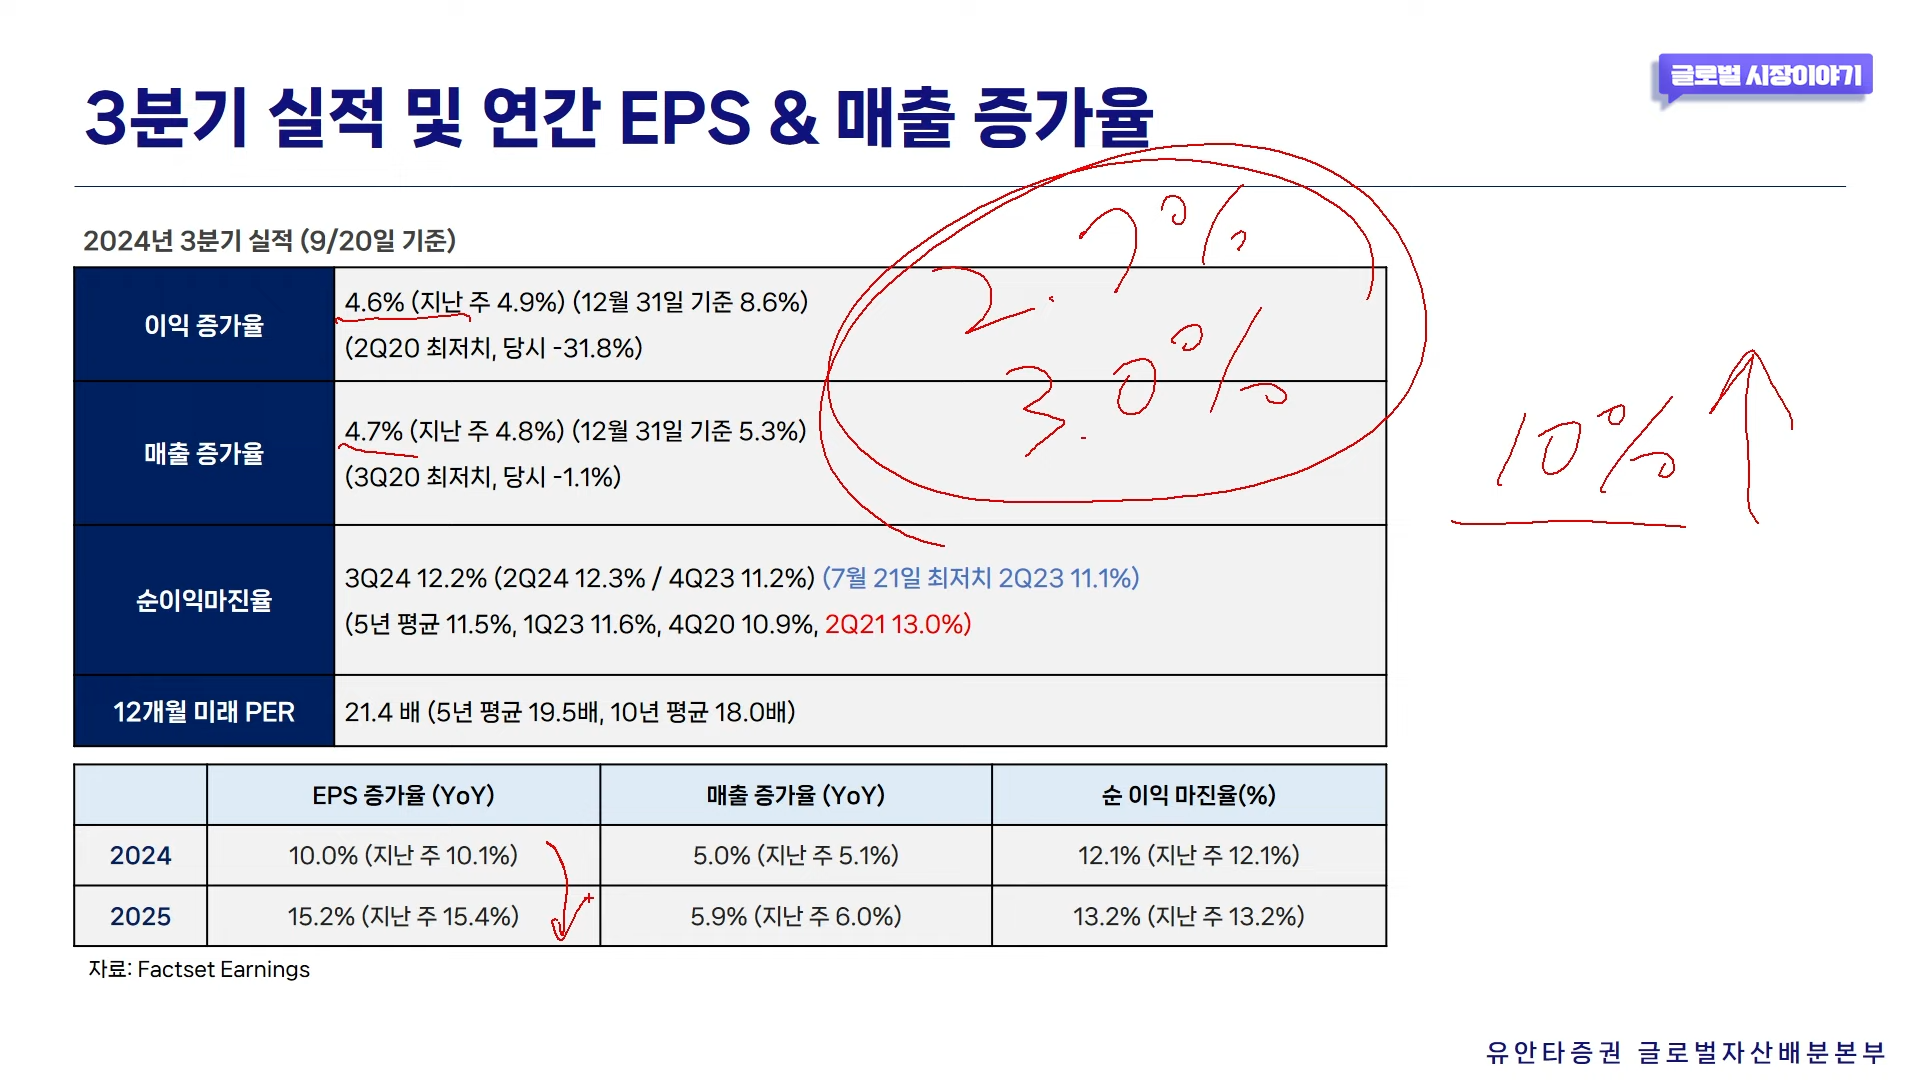 글로벌 시장이야기
3분기 실적 및 연간 EPS & 매출 증가율
2024년 3분기 실적 (9/20일 기준)
이익 증가율
4.6% (지난 주 4.9%) (12월 31일 기준 8.6%)
(2Q20 최저치, 당시 -31.8%)
매출 증가율
4.7% (지난 주 4.8%) (12월 31일 기준 5.3%)
(3Q20 최저치, 당시 -1.1%)
2.7%
3.0%
10%
순이익마진율
3Q24 12.2% (2Q24 12.3% / 4Q23 11.2%) (7월 21일 최저치 2Q23 11.1%)
(5년 평균 11.5%, 1Q23 11.6%, 4Q20 10.9%, 2Q21 13.0%)
12개월 미래 PER
21.4 배 (5년 평균 19.5배, 10년 평균 18.0배)
EPS 증가율 (YoY) 매출 증가율 (YoY) 순 이익 마진율(%)
2024 10.0% (지난 주 10.1%) 5.0% (지난 주 5.1%) 12.1% (지난 주 12.1%)
2025 15.2% (지난 주 15.4%) 5.9% (지난 주 6.0%) 13.2% (지난 주 13.2%)
자료: Factset Earnings
유안타증권 글로벌자산배분본부